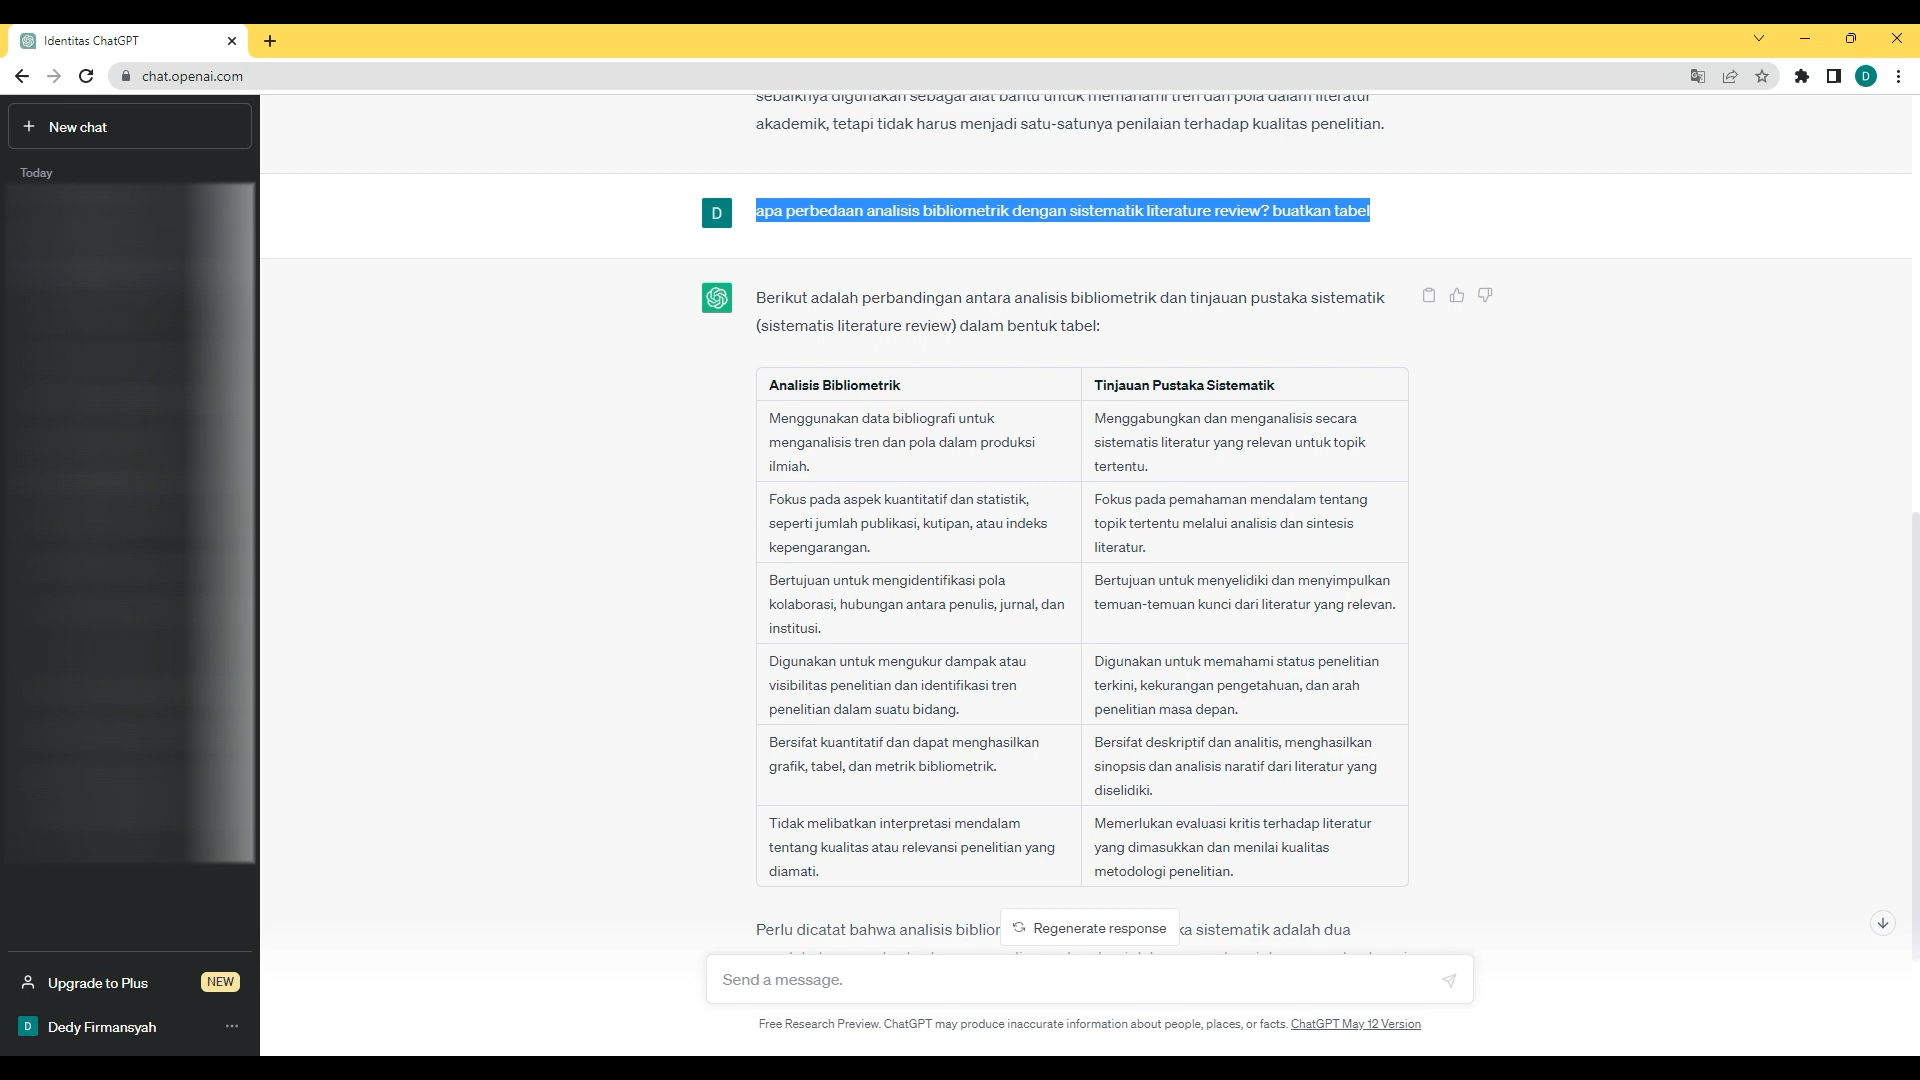 Identitas ChatGPT
chat.openai.com
D
New chat
Today
sebaiknya digunakan sebagai alat bantu untuk memahami tren dan pola dalam literatur
akademik, tetapi tidak harus menjadi satu-satunya penilaian terhadap kualitas penelitian.
D
apa perbedaan analisis bibliometrik dengan sistematik literature review? buatkan tabel
Berikut adalah perbandingan antara analisis bibliometrik dan tinjauan pustaka sistematik
(sistematis literature review) dalam bentuk tabel:
Analisis Bibliometrik
Tinjauan Pustaka Sistematik
Menggunakan data bibliografi untuk
menganalisis tren dan pola dalam produksi
ilmiah.
Menggabungkan dan menganalisis secara
sistematis literatur yang relevan untuk topik
tertentu.
Fokus pada aspek kuantitatif dan statistik,
seperti jumlah publikasi, kutipan, atau indeks
kepengarangan.
Fokus pada pemahaman mendalam tentang
topik tertentu melalui analisis dan sintesis
literatur.
Bertujuan untuk mengidentifikasi pola
kolaborasi, hubungan antara penulis, jurnal, dan
institusi.
Bertujuan untuk menyelidiki dan menyimpulkan
temuan-temuan kunci dari literatur yang relevan.
Digunakan untuk mengukur dampak atau
visibilitas penelitian dan identifikasi tren
penelitian dalam suatu bidang.
Digunakan untuk memahami status penelitian
terkini, kekurangan pengetahuan, dan arah
penelitian masa depan.
Bersifat kuantitatif dan dapat menghasilkan
grafik, tabel, dan metrik bibliometrik.
Bersifat deskriptif dan analitis, menghasilkan
sinopsis dan analisis naratif dari literatur yang
diselidiki.
Tidak melibatkan interpretasi mendalam
tentang kualitas atau relevansi penelitian yang
diamati.
Memerlukan evaluasi kritis terhadap literatur
yang dimasukkan dan menilai kualitas
metodologi penelitian.
Perlu dicatat bahwa analisis biblior
Regenerate response
ka sistematik adalah dua
Send a message.
Free Research Preview. ChatGPT may produce inaccurate information about people, places, or facts. ChatGPT May 12 Version
Upgrade to Plus
NEW
D
Dedy Firmansyah